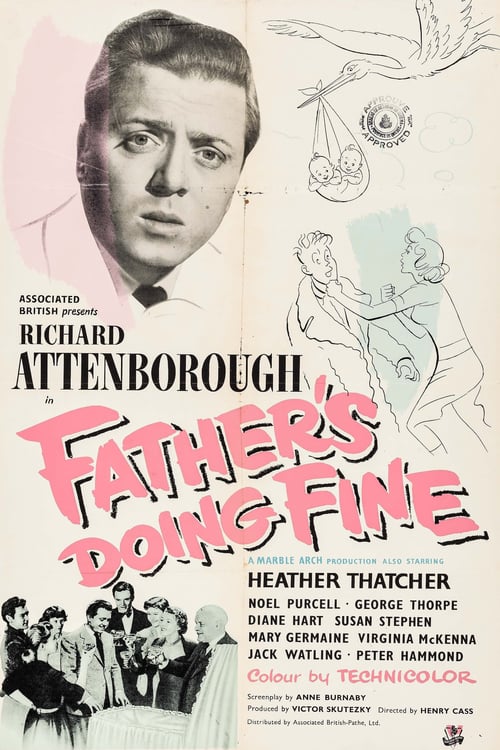 APPROVED
APPROVED
ASSOCIATED
BRITISH presents
RICHARD
ATTENBOROUGH
in
FATHER'S
DOING FINE
A MARBLE ARCH PRODUCTION ALSO STARRING
HEATHER THATCHER
NOEL PURCELL · GEORGE THORPE
DIANE HART SUSAN STEPHEN
MARY GERMAINE VIRGINIA McKENNA
JACK WATLING · PETER HAMMOND
Colour by TECHNICOLOR
Screenplay by ANNE BURNABY
Produced by VICTOR SKUTEZKY Directed by HENRY CASS
Distributed by Associated British-Pathe, Ltd.